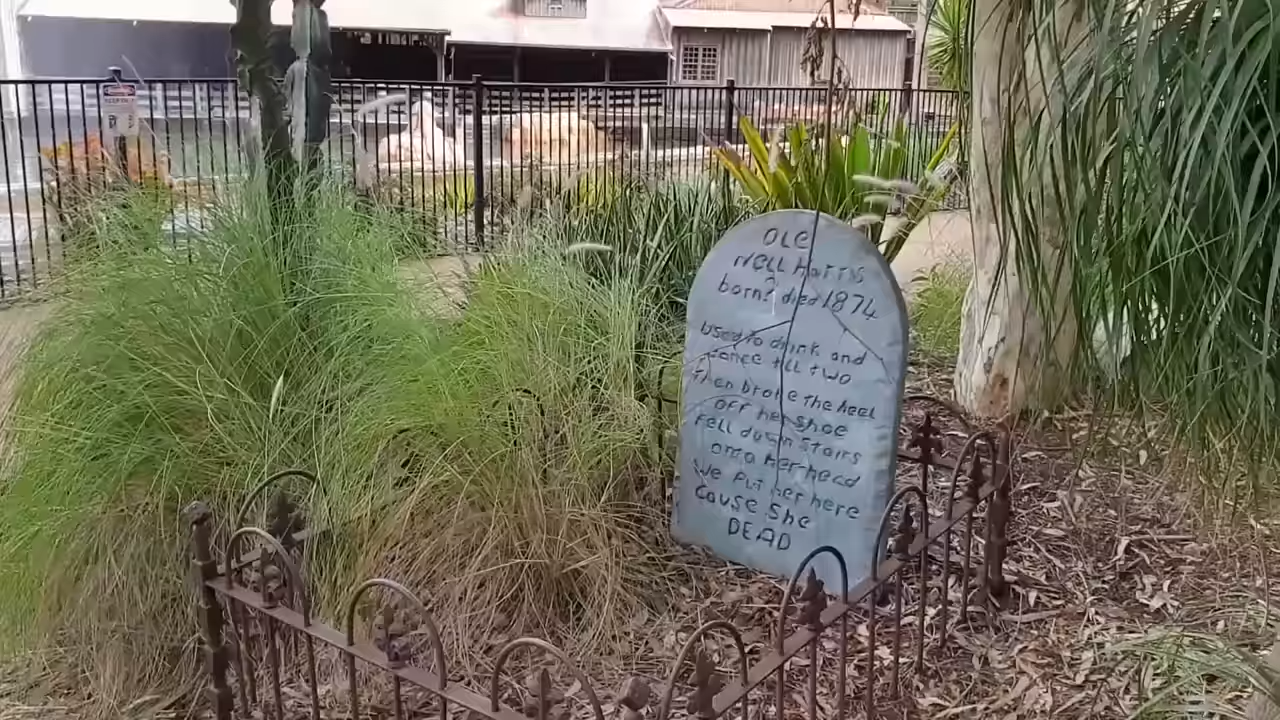 OLE
NELL HARRIS
born? died 1874
Used to drink and
dance till two
Then broke the heel
OFF her Shoe
Fell down Stairs
onto Her head
We Put her here
Cause She
DEAD